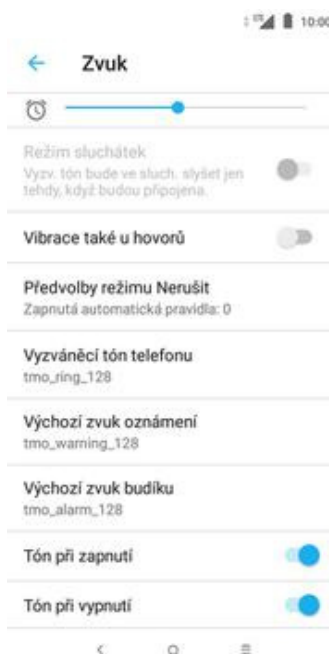 10:00
Zvuk
Režim sluchátek
Vyzv. tón bude ve sluch. slyšet jen
tehdy, když budou připojena.
Vibrace také u hovorů
Předvolby režimu Nerušit
Zapnutá automatická pravidla: 0
Vyzváněcí tón telefonu
tmo_ring_128
Výchozí zvuk oznámení
tmo_warning_128
Výchozí zvuk budíku
tmo_alarm_128
Tón při zapnutí
Tón při vypnutí